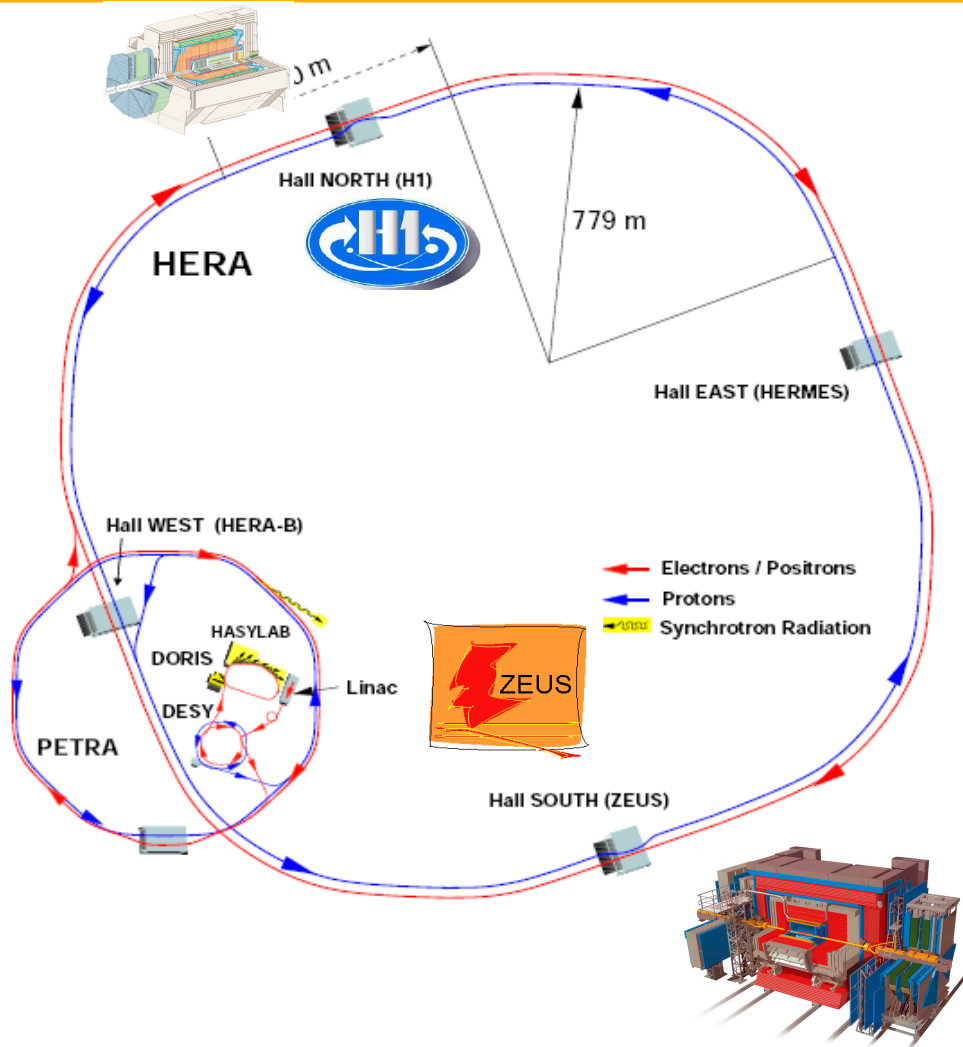 m
Hall NORTH (H1)
H1
HERA
779 m
Hall EAST (HERMES)
Hall WEST (HERA-B)
Electrons / Positrons
Protons
Synchrotron Radiation
HASYLAB
DORIS
Linac
DESY
ZEUS
PETRA
Hall SOUTH (ZEUS)